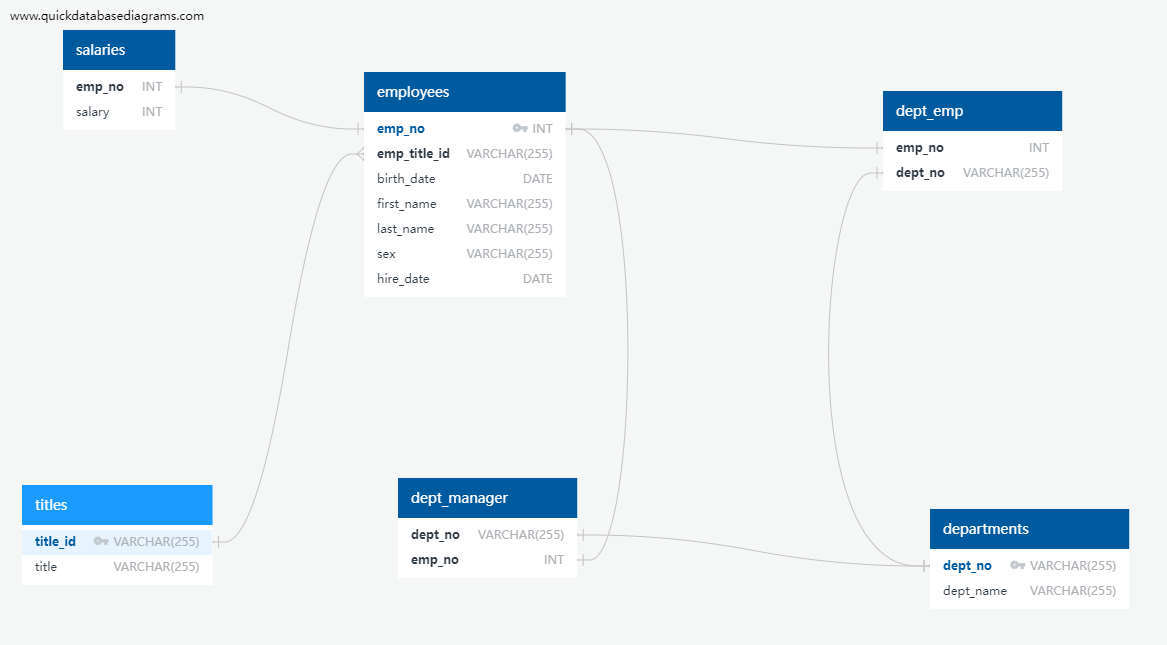 www.quickdatabasediagrams.com
salaries
emp_no INT
salary INT
employees
emp_no INT
emp_title_id VARCHAR(255)
birth_date DATE
first_name VARCHAR(255)
last_name VARCHAR(255)
sex VARCHAR(255)
hire_date DATE
dept_emp
emp_no INT
dept_no VARCHAR(255)
titles
title_id VARCHAR(255)
title VARCHAR(255)
dept_manager
dept_no VARCHAR(255)
emp_no INT
departments
dept_no VARCHAR(255)
dept_name VARCHAR(255)